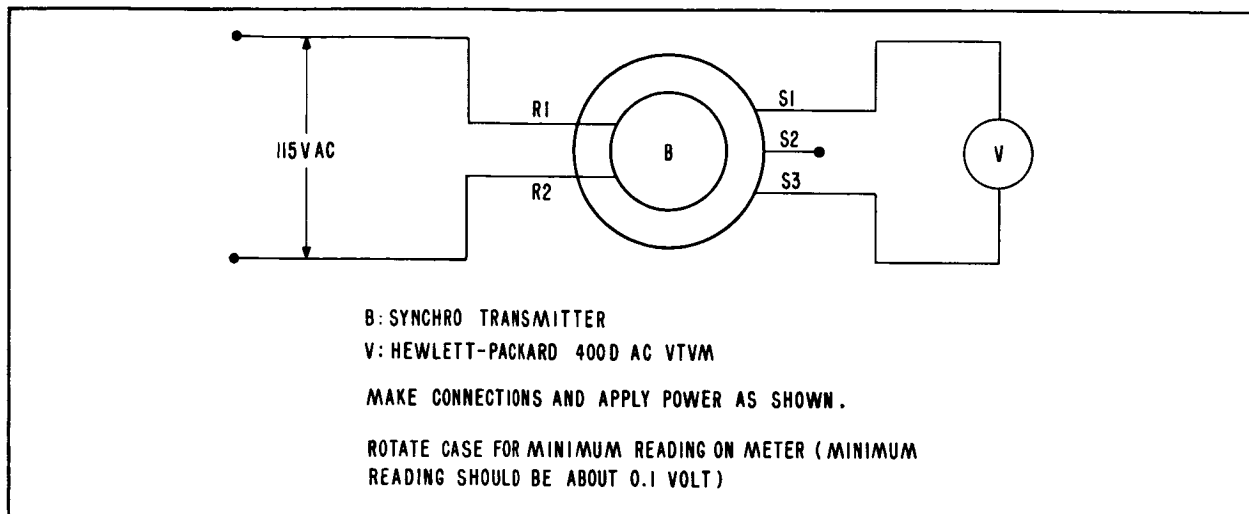 R1
S1
S2
115V AC
B
V
S3
R2
B: SYNCHRO TRANSMITTER
V: HEWLETT-PACKARD 400D AC VTVM
MAKE CONNECTIONS AND APPLY POWER AS SHOWN.
ROTATE CASE FOR MINIMUM READING ON METER (MINIMUM
READING SHOULD BE ABOUT 0.1 VOLT)